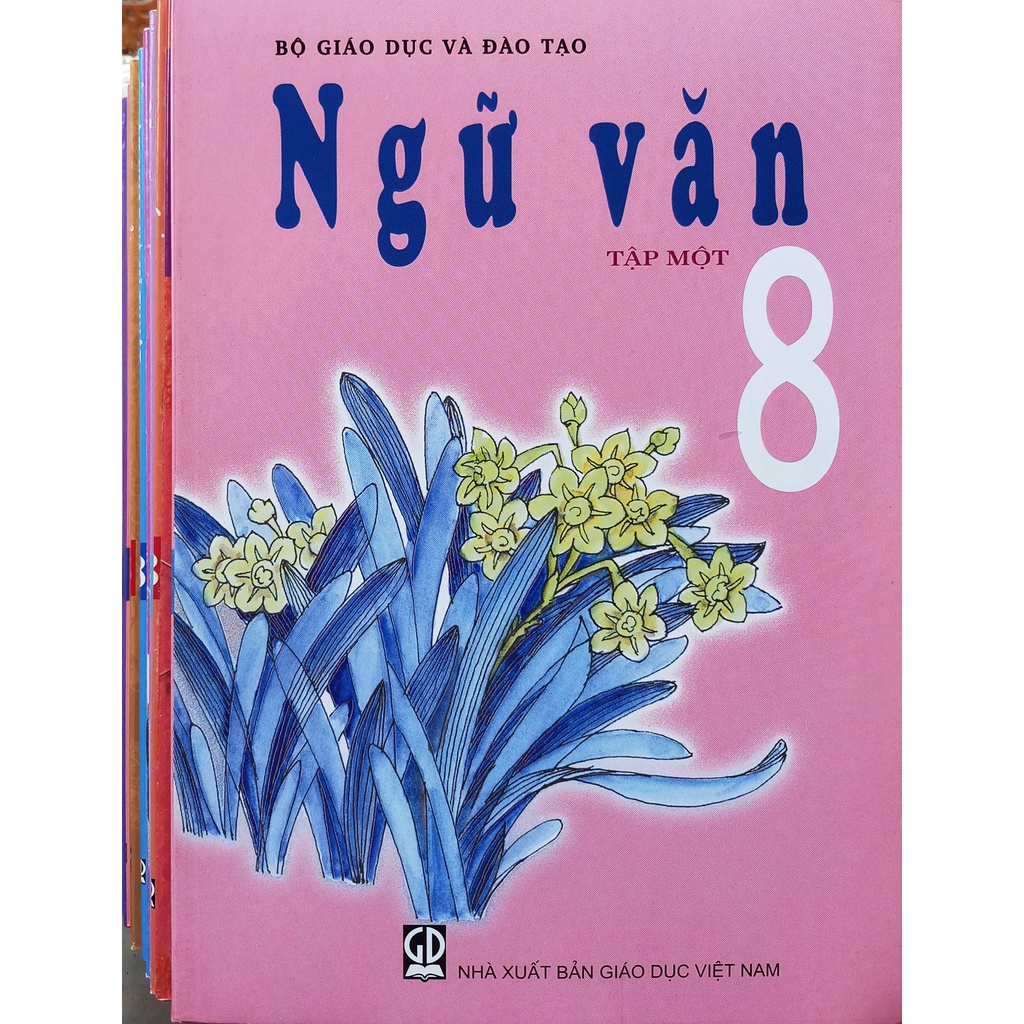 BỘ GIÁO DỤC VÀ ĐÀO TẠO
Ngữ văn
TẬP MỘT
8
GD
NHÀ XUẤT BẢN GIÁO DỤC VIỆT NAM